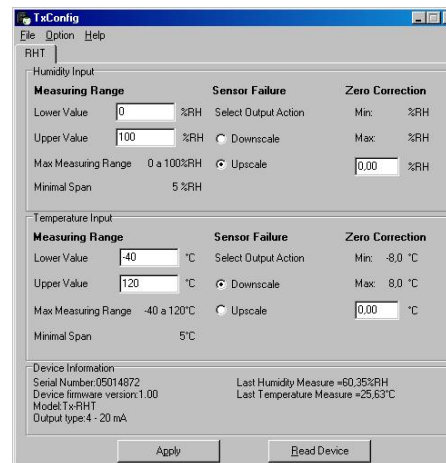 TxConfig
File Option Help
RHT
Humidity Input
Measuring Range Sensor Failure Zero Correction
Lower Value 0 %RH Select Output Action Min: %RH
Upper Value 100 %RH Downscale Max: %RH
Max Measuring Range 0 a 100%RH Upscale 0,00 %RH
Minimal Span 5 %RH
Temperature Input
Measuring Range Sensor Failure Zero Correction
Lower Value -40 °C Select Output Action Min: -8,0 °C
Upper Value 120 °C Downscale Max: 8,0 °C
Max Measuring Range -40 a 120°C Upscale 0,00 °C
Minimal Span 5°C
Device Information
Serial Number:05014872 Last Humidity Measure =60,35%RH
Device firmware version:1.00 Last Temperature Measure =25,63°C
Model:Tx-RHT
Output type:4 - 20 mA
Apply Read Device